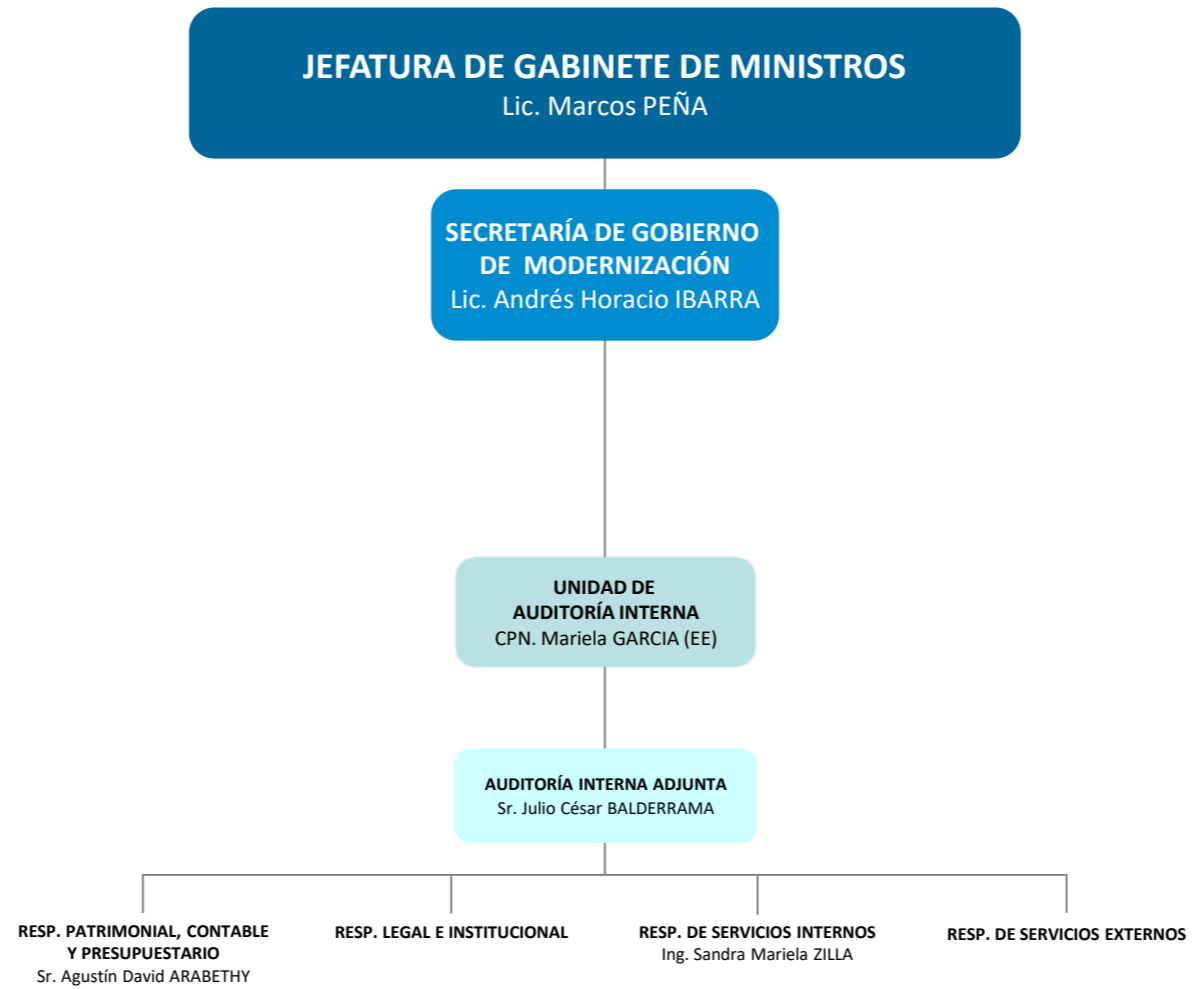 JEFATURA DE GABINETE DE MINISTROS
Lic. Marcos PEÑA
SECRETARÍA DE GOBIERNO
DE MODERNIZACIÓN
Lic. Andrés Horacio IBARRA
UNIDAD DE
AUDITORÍA INTERNA
CPN. Mariela GARCIA (EE)
AUDITORÍA INTERNA ADJUNTA
Sr. Julio César BALDERRAMA
RESP. PATRIMONIAL, CONTABLE
Y PRESUPUESTARIO
Sr. Agustín David ARABETHY
RESP. LEGAL E INSTITUCIONAL
RESP. DE SERVICIOS INTERNOS
Ing. Sandra Mariela ZILLA
RESP. DE SERVICIOS EXTERNOS